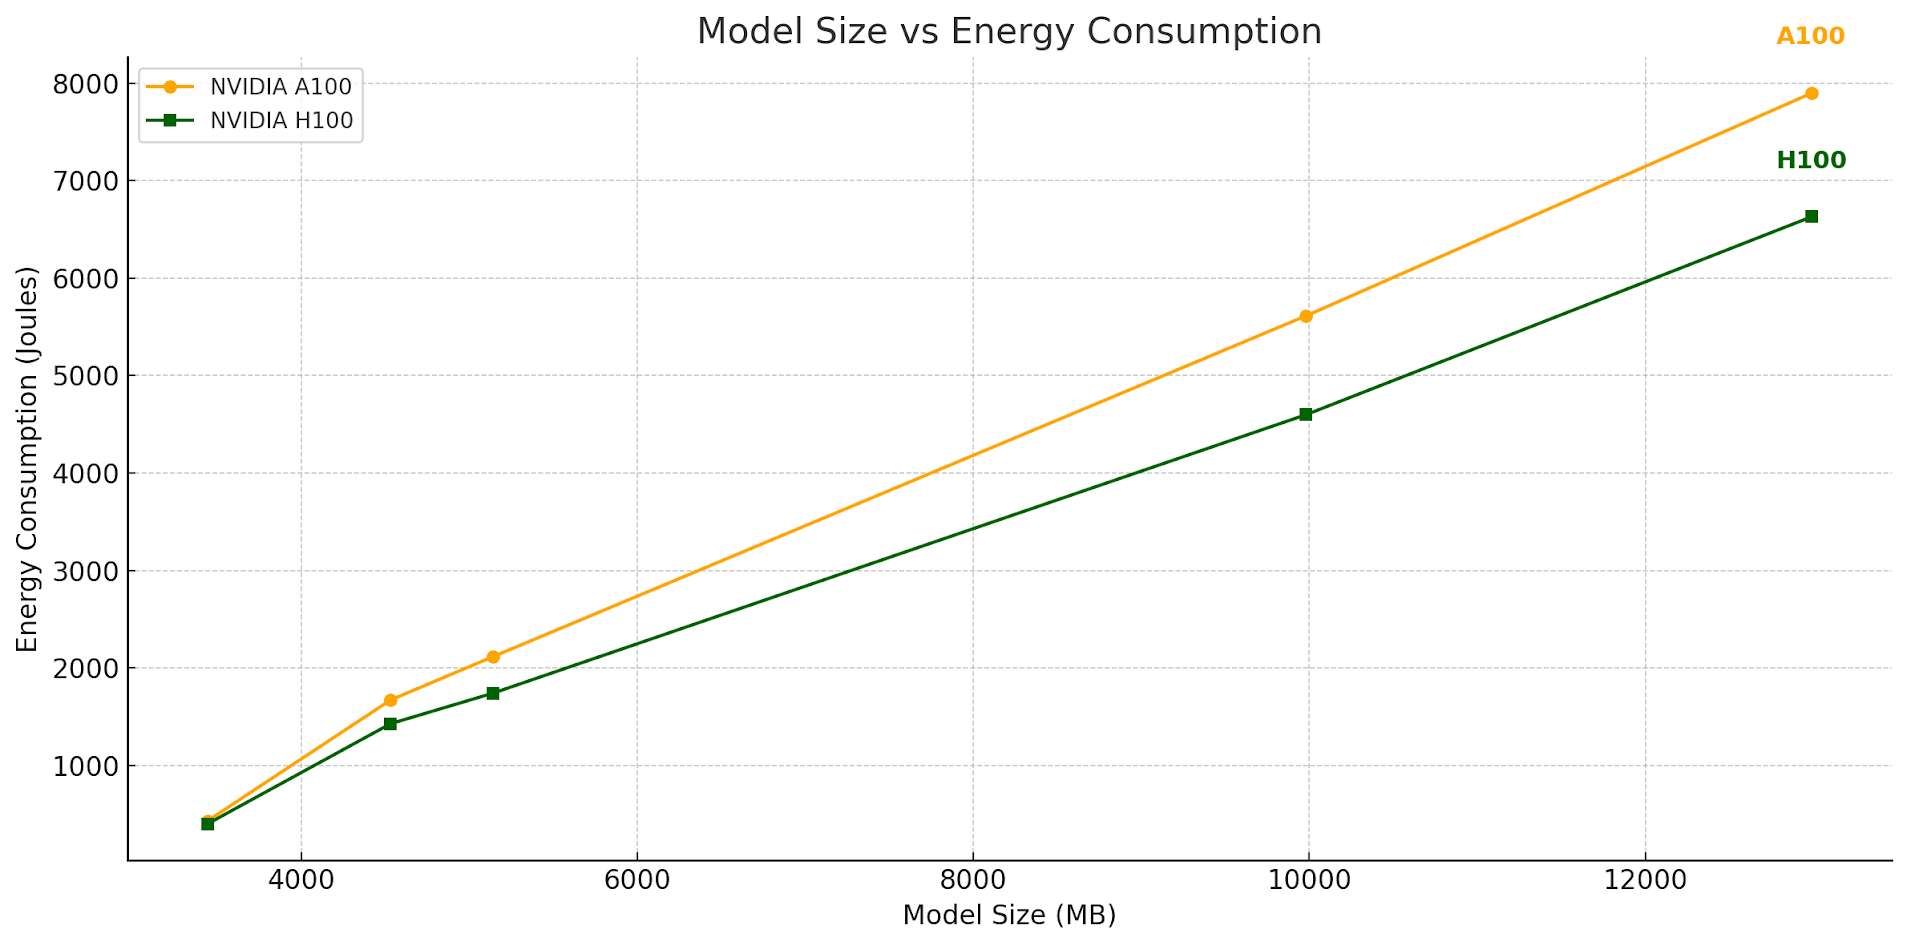 Model Size vs Energy Consumption
A100
NVIDIA A100
NVIDIA H100
H100
8000
7000
6000
5000
4000
3000
2000
1000
Energy Consumption (Joules)
4000
6000
8000
10000
12000
Model Size (MB)